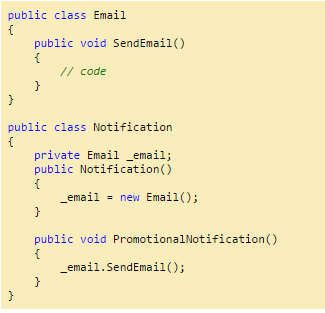 public class Email
{
    public void SendEmail()
    {
        // code
    }
}

public class Notification
{
    private Email _email;
    public Notification()
    {
        _email = new Email();
    }

    public void PromotionalNotification()
    {
        _email.SendEmail();
    }
}